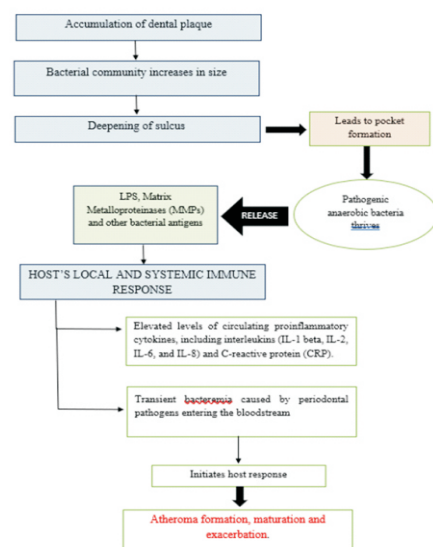 Accumulation of dental plaque
Bacterial community increases in size
Deepening of sulcus
Leads to pocket
formation
Pathogenic
anaerobic bacteria
thrives
RELEASE
LPS, Matrix
Metalloproteinases (MMPs)
and other bacterial antigens
HOST'S LOCAL AND SYSTEMIC IMMUNE
RESPONSE
Elevated levels of circulating proinflammatory
cytokines, including interleukins (IL-1 beta, IL-2,
IL-6, and IL-8) and C-reactive protein (CRP).
Transient bacteremia caused by periodontal
pathogens entering the bloodstream
Initiates host response
Atheroma formation, maturation and
exacerbation.